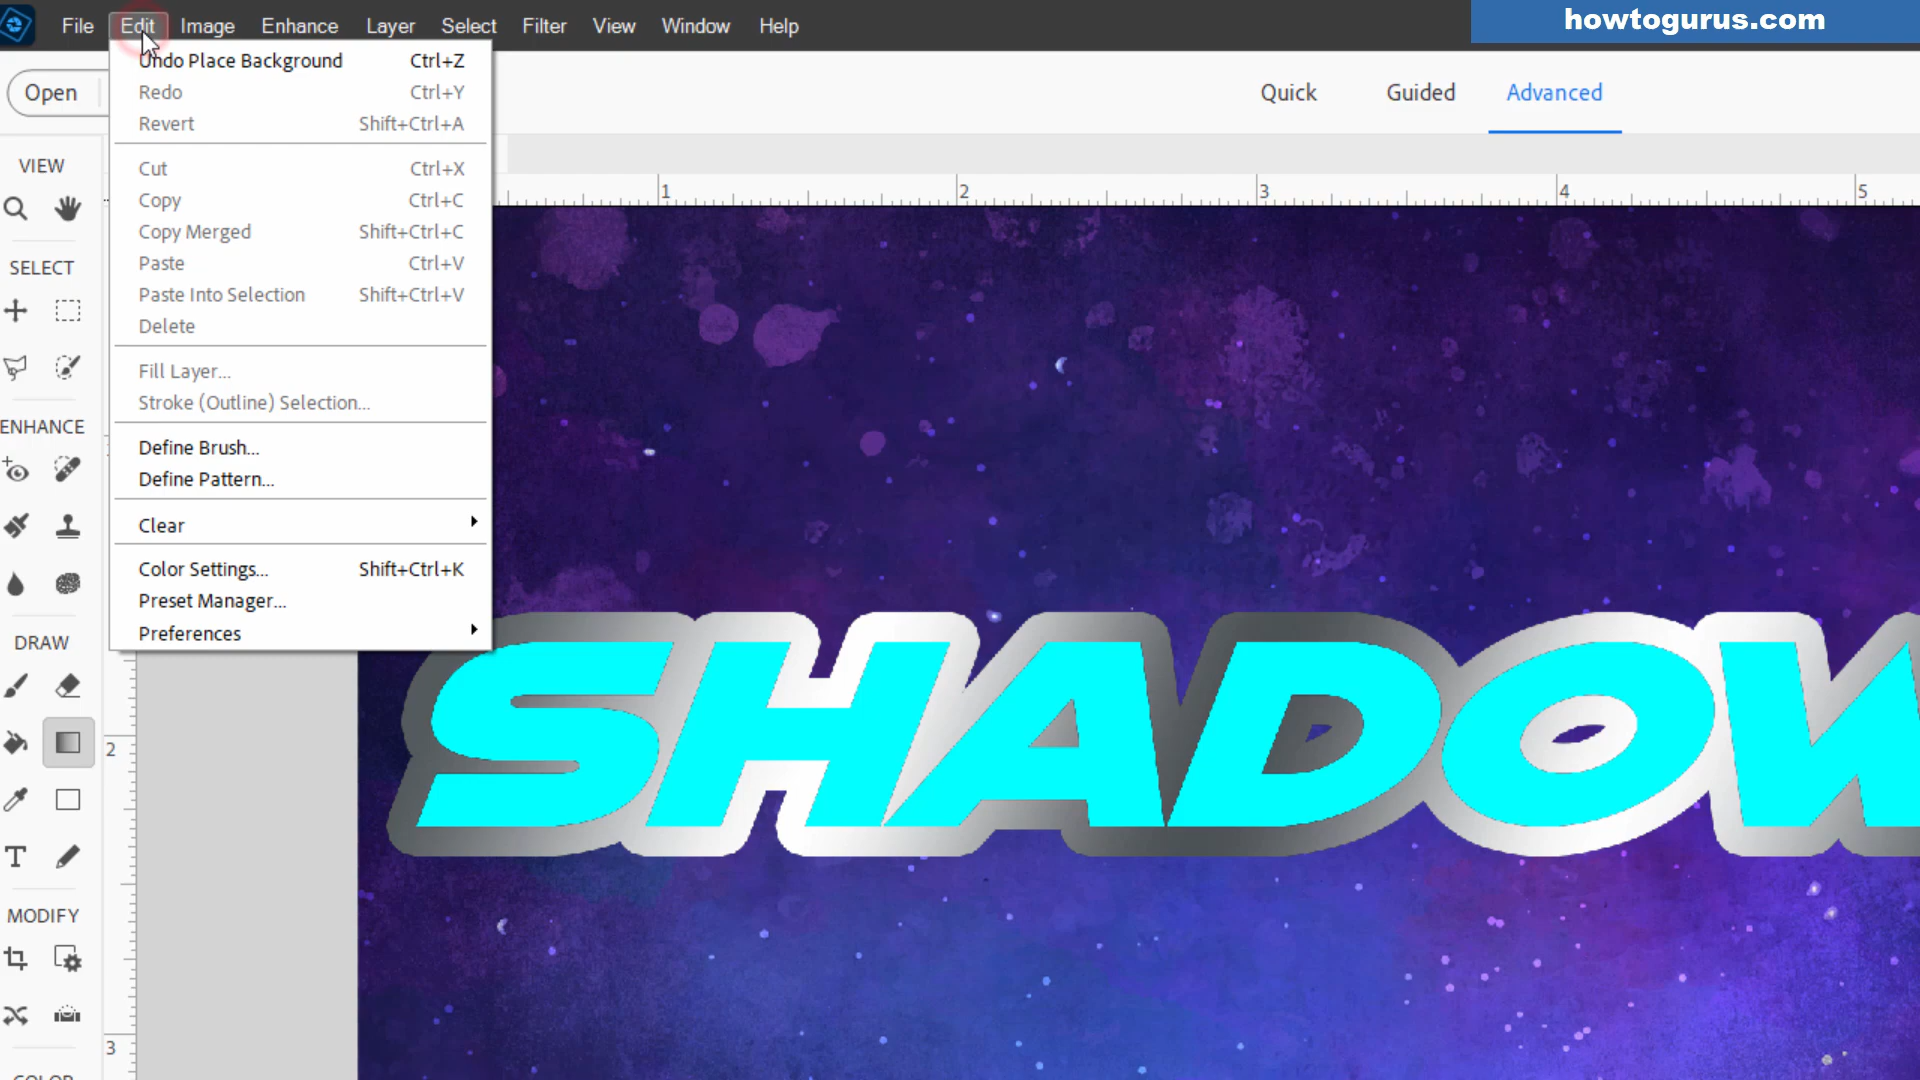 File Edit Image Enhance Layer Select Filter View Window Help
howtogurus.com
Open
Quick Guided Advanced
Undo Place Background Ctrl+Z
Redo Ctrl+Y
Revert Shift+Ctrl+A
Cut Ctrl+X
Copy Ctrl+C
Copy Merged Shift+Ctrl+C
Paste Ctrl+V
Paste Into Selection Shift+Ctrl+V
Delete
Fill Layer...
Stroke (Outline) Selection...
Define Brush...
Define Pattern...
Clear
Color Settings... Shift+Ctrl+K
Preset Manager...
Preferences
VIEW
SELECT
ENHANCE
DRAW
MODIFY
COLOR
1 2 3 4 5
2
3
SHADOW